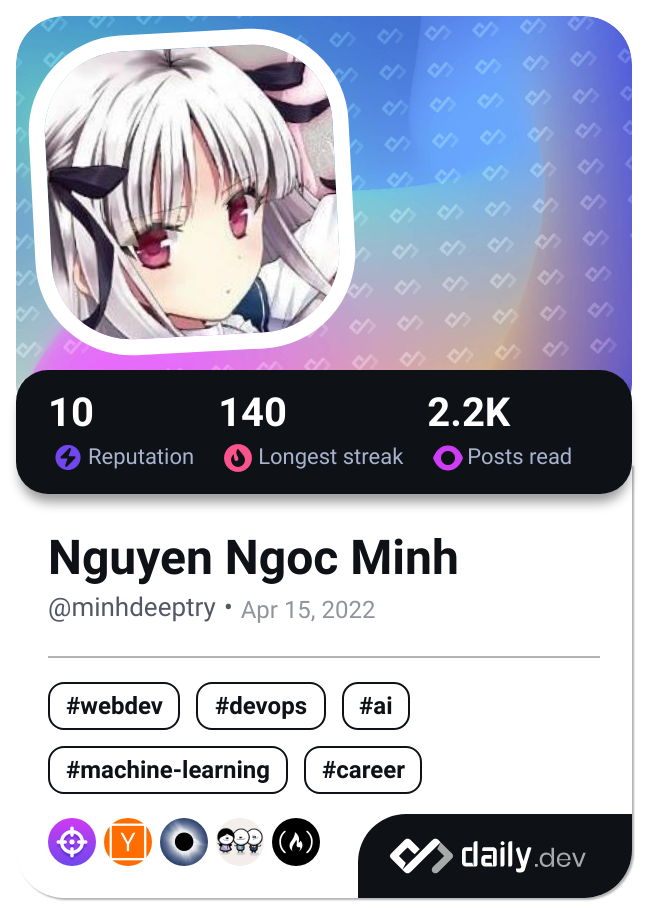 10 140 2.2K
Reputation Longest streak Posts read
Nguyen Ngoc Minh
@minhdeeptry • Apr 15, 2022
#webdev #devops #ai
#machine-learning #career
Y
daily.dev